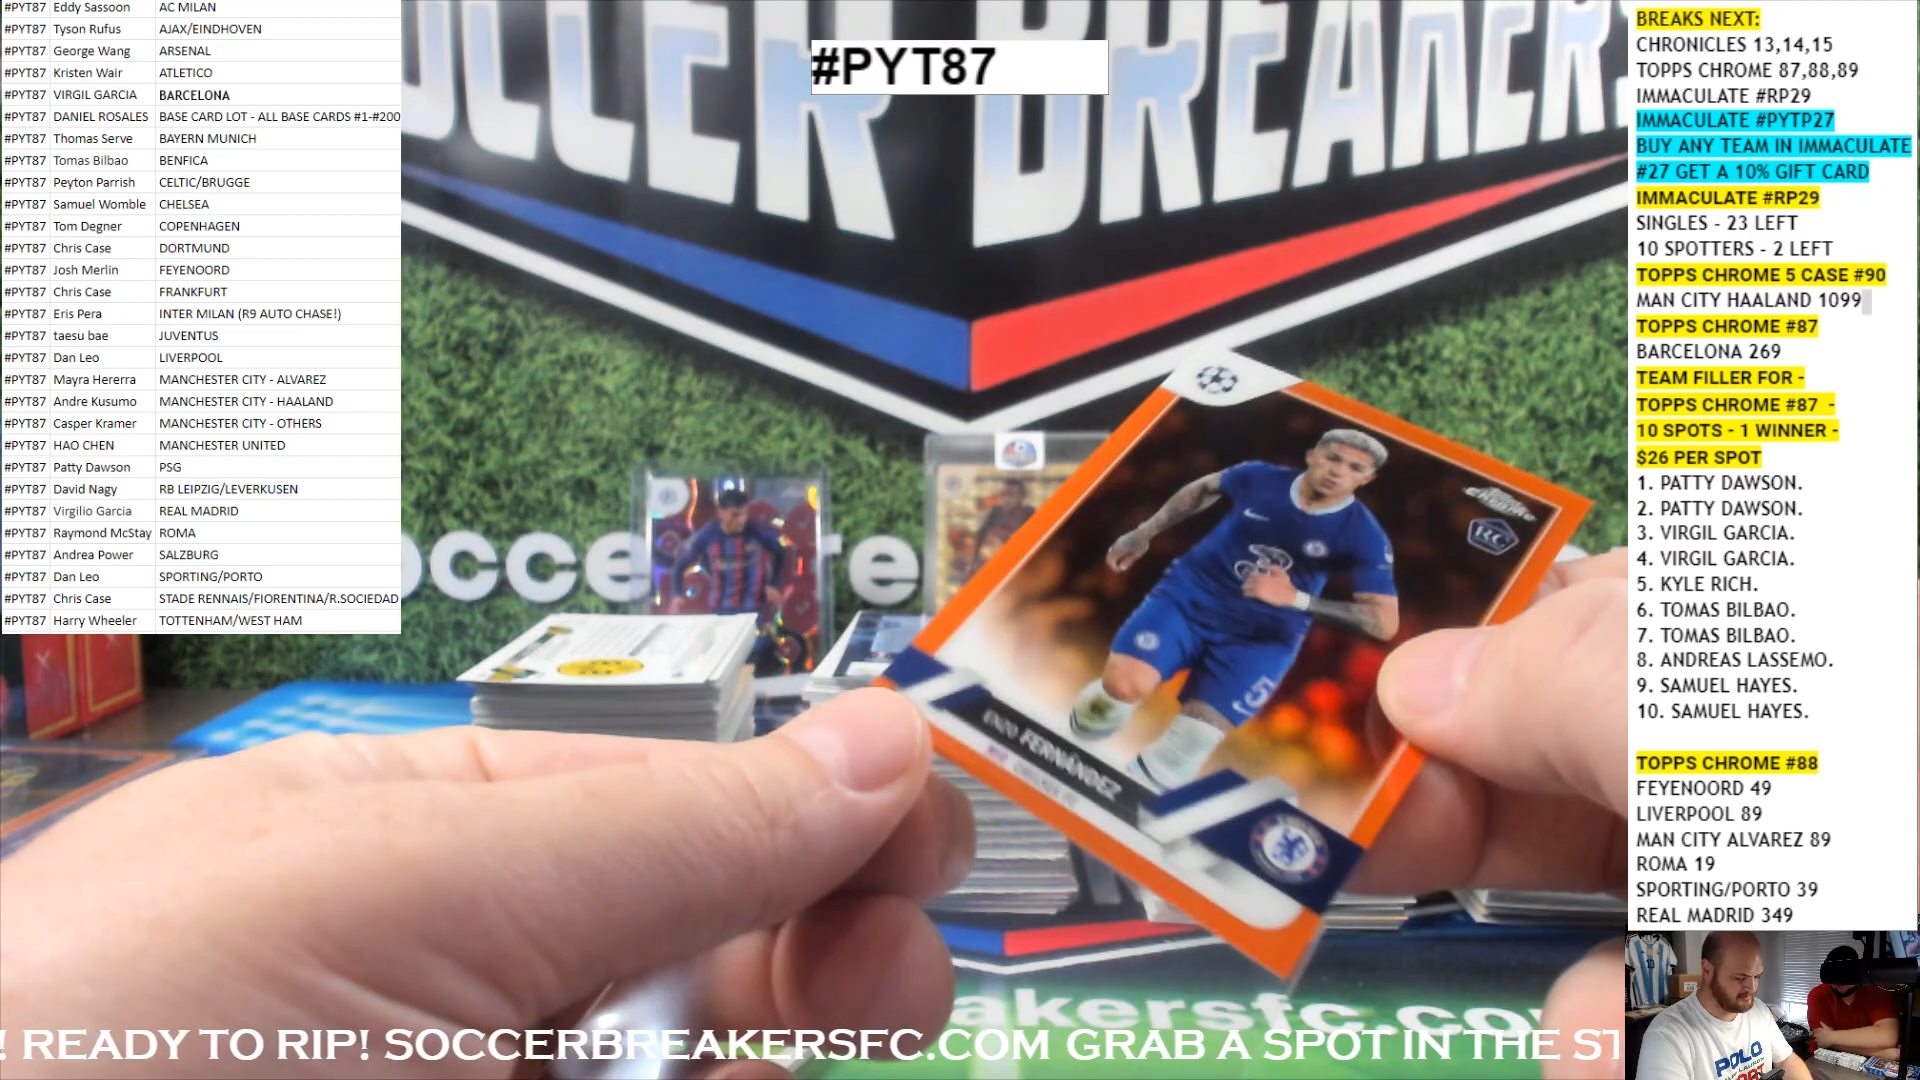 #PYT87 Eddy Sassoon AC MILAN
#PYT87 Tyson Rufus AJAX/EINDHOVEN
#PYT87 George Wang ARSENAL
#PYT87 Kristen Wair ATLETICO
#PYT87 VIRGIL GARCIA BARCELONA
#PYT87 DANIEL ROSALES BASE CARD LOT - ALL BASE CARDS #1-#200
#PYT87 Thomas Serve BAYERN MUNICH
#PYT87 Tomas Bilbao BENFICA
#PYT87 Peyton Parrish CELTIC/BRUGGE
#PYT87 Samuel Womble CHELSEA
#PYT87 Tom Degner COPENHAGEN
#PYT87 Chris Case DORTMUND
#PYT87 Josh Merlin FEYENOORD
#PYT87 Chris Case FRANKFURT
#PYT87 Eris Pera INTER MILAN (R9 AUTO CHASE!)
#PYT87 taesu bae JUVENTUS
#PYT87 Dan Leo LIVERPOOL
#PYT87 Mayra Hererra MANCHESTER CITY - ALVAREZ
#PYT87 Andre Kusumo MANCHESTER CITY - HAALAND
#PYT87 Casper Kramer MANCHESTER CITY - OTHERS
#PYT87 HAO CHEN MANCHESTER UNITED
#PYT87 Patty Dawson PSG
#PYT87 David Nagy RB LEIPZIG/LEVERKUSEN
#PYT87 Virgilio Garcia REAL MADRID
#PYT87 Raymond McStay ROMA
#PYT87 Andrea Power SALZBURG
#PYT87 Dan Leo SPORTING/PORTO
#PYT87 Chris Case STADE RENNAIS/FIORENTINA/R.SOCIEDAD
#PYT87 Harry Wheeler TOTTENHAM/WEST HAM
#PYT87
BREAKERS
CHROME
RC
ENZO FERNÁNDEZ
akersfc.co
! READY TO RIP! SOCCERBREAKERSFC.COM GRAB A SPOT IN THE ST
BREAKS NEXT:
CHRONICLES 13,14,15
TOPPS CHROME 87,88,89
IMMACULATE #RP29
IMMACULATE #PYTP27
BUY ANY TEAM IN IMMACULATE
#27 GET A 10% GIFT CARD
IMMACULATE #RP29
SINGLES - 23 LEFT
10 SPOTTERS - 2 LEFT
TOPPS CHROME 5 CASE #90
MAN CITY HAALAND 1099
TOPPS CHROME #87
BARCELONA 269
TEAM FILLER FOR -
TOPPS CHROME #87 -
10 SPOTS - 1 WINNER -
$26 PER SPOT
1. PATTY DAWSON.
2. PATTY DAWSON.
3. VIRGIL GARCIA.
4. VIRGIL GARCIA.
5. KYLE RICH.
6. TOMAS BILBAO.
7. TOMAS BILBAO.
8. ANDREAS LASSEMO.
9. SAMUEL HAYES.
10. SAMUEL HAYES.
TOPPS CHROME #88
FEYENOORD 49
LIVERPOOL 89
MAN CITY ALVAREZ 89
ROMA 19
SPORTING/PORTO 39
REAL MADRID 349
POLO